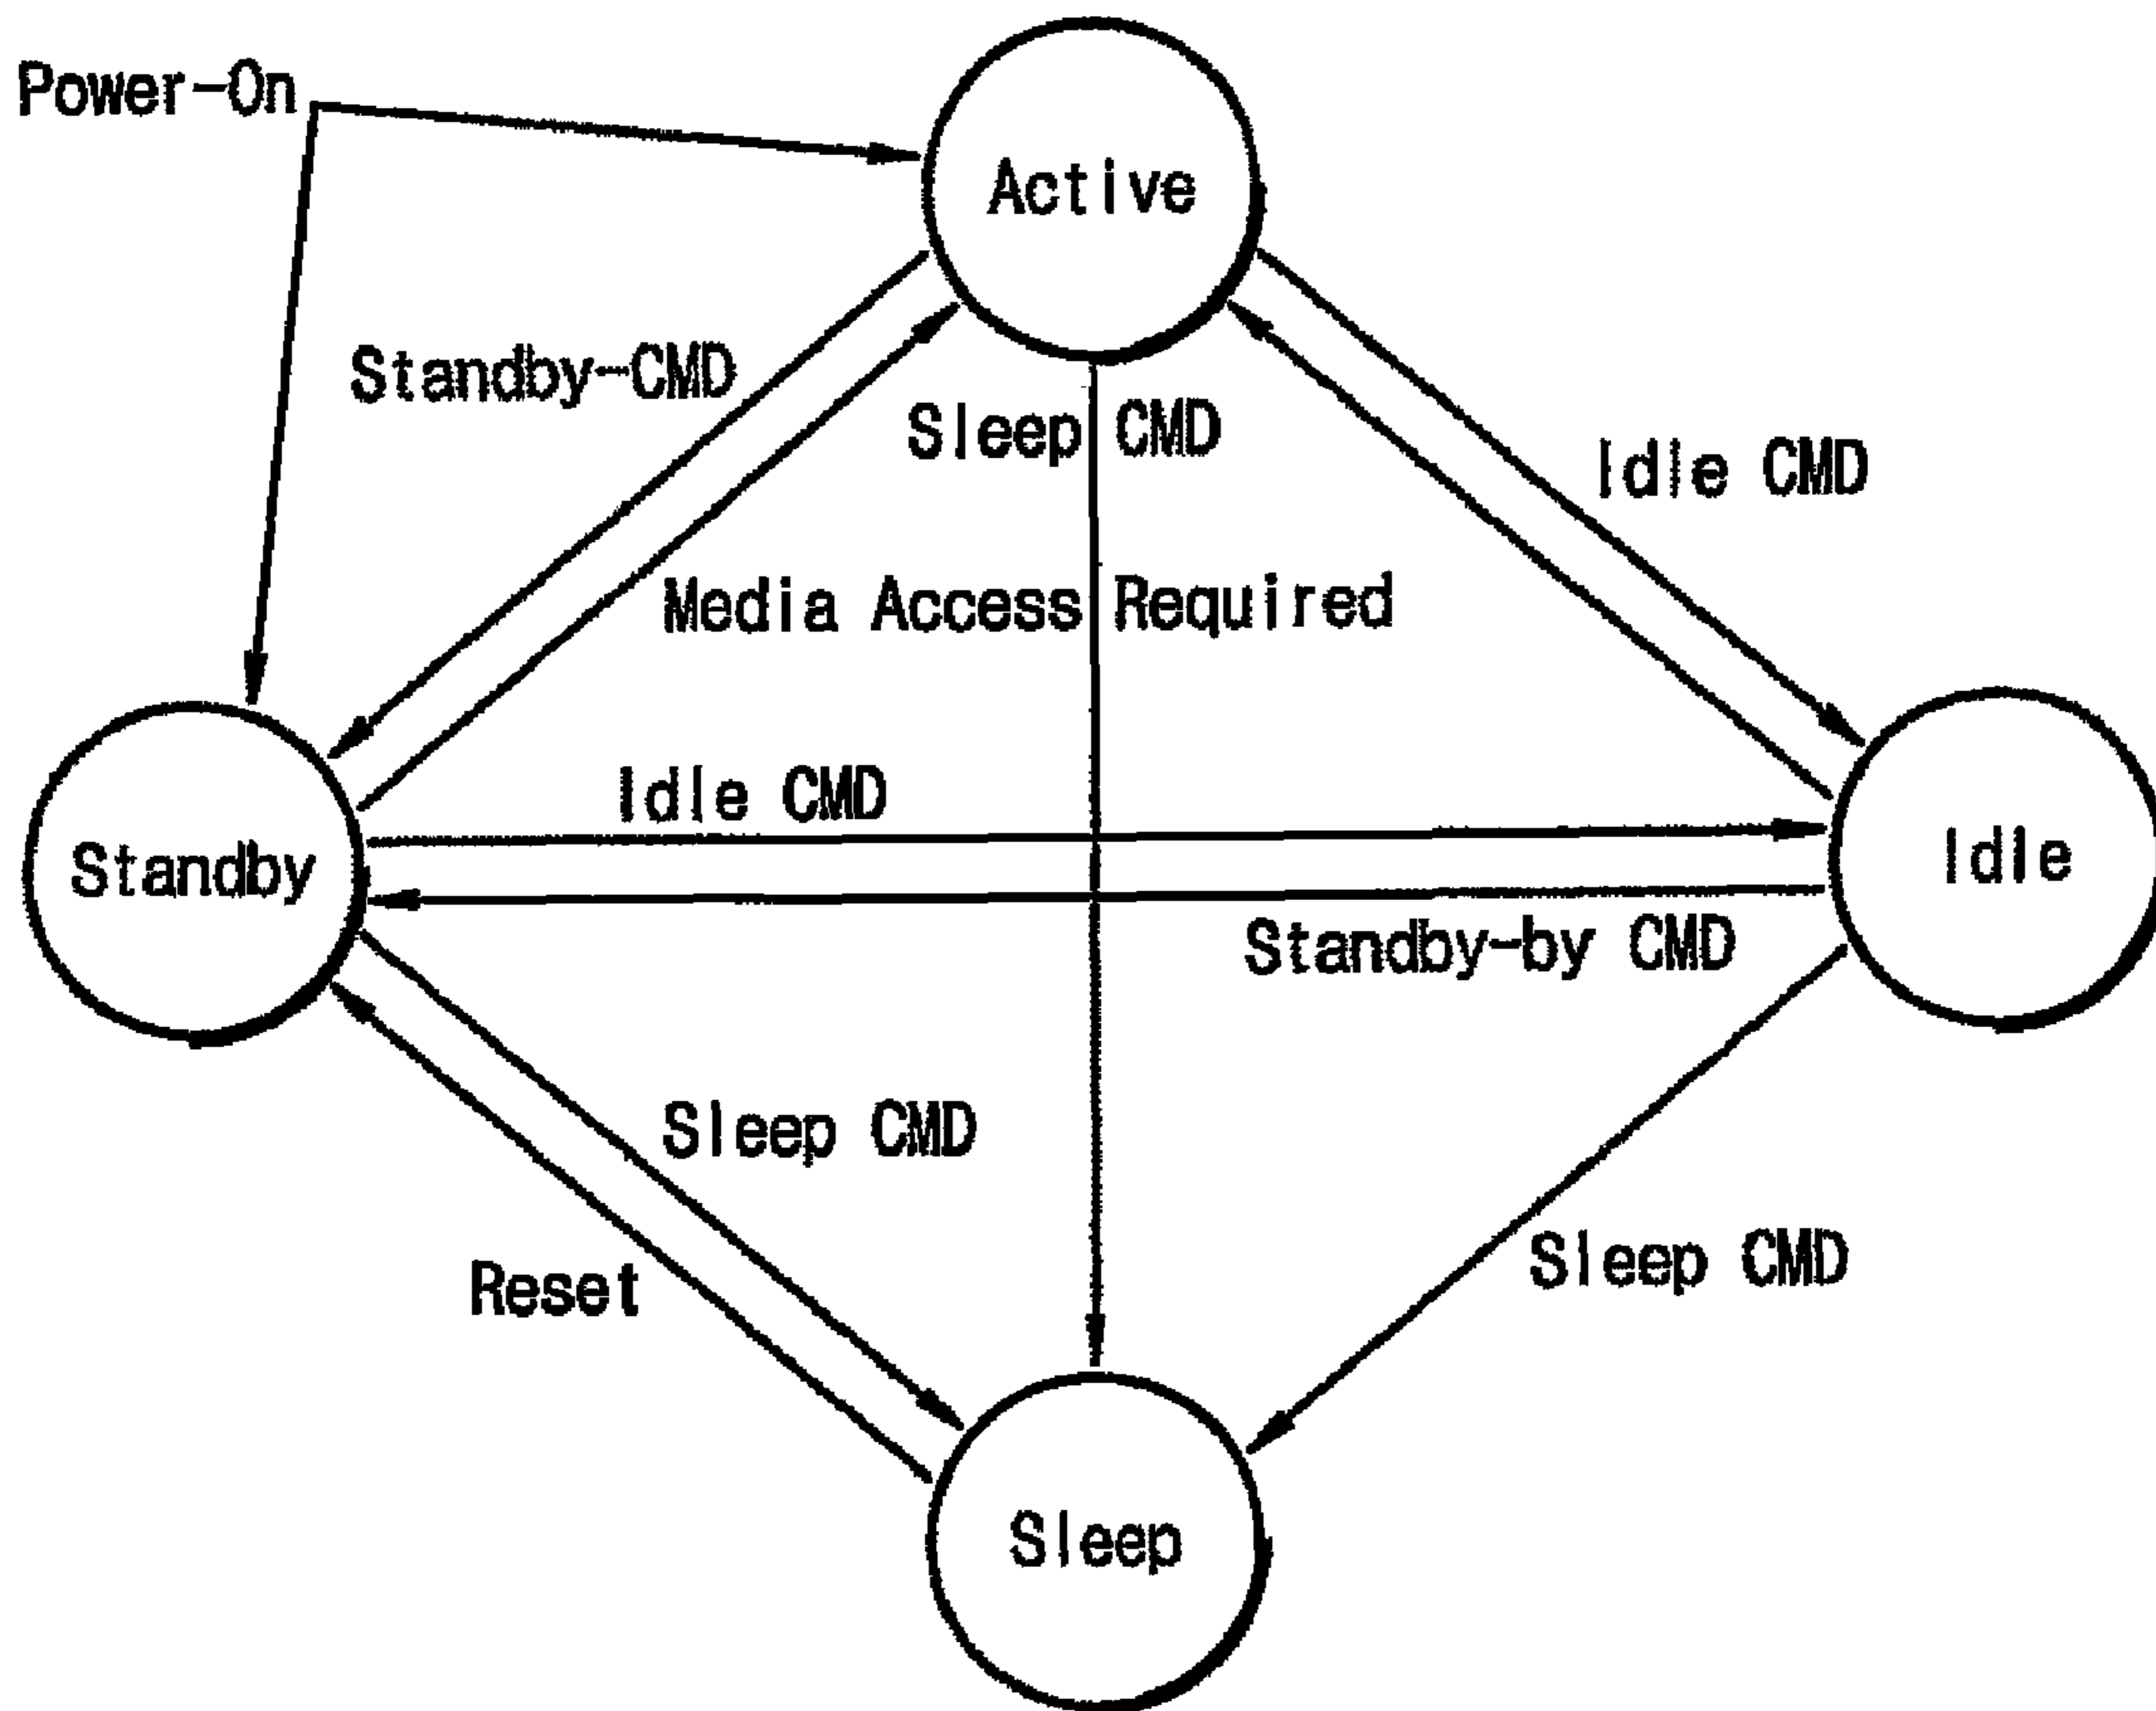 Power-On
Active
Standby-CMD
Sleep CMD
Idle CMD
Media Access Required
Idle CMD
Standby
Idle
Standby-by CMD
Sleep CMD
Sleep CMD
Reset
Sleep